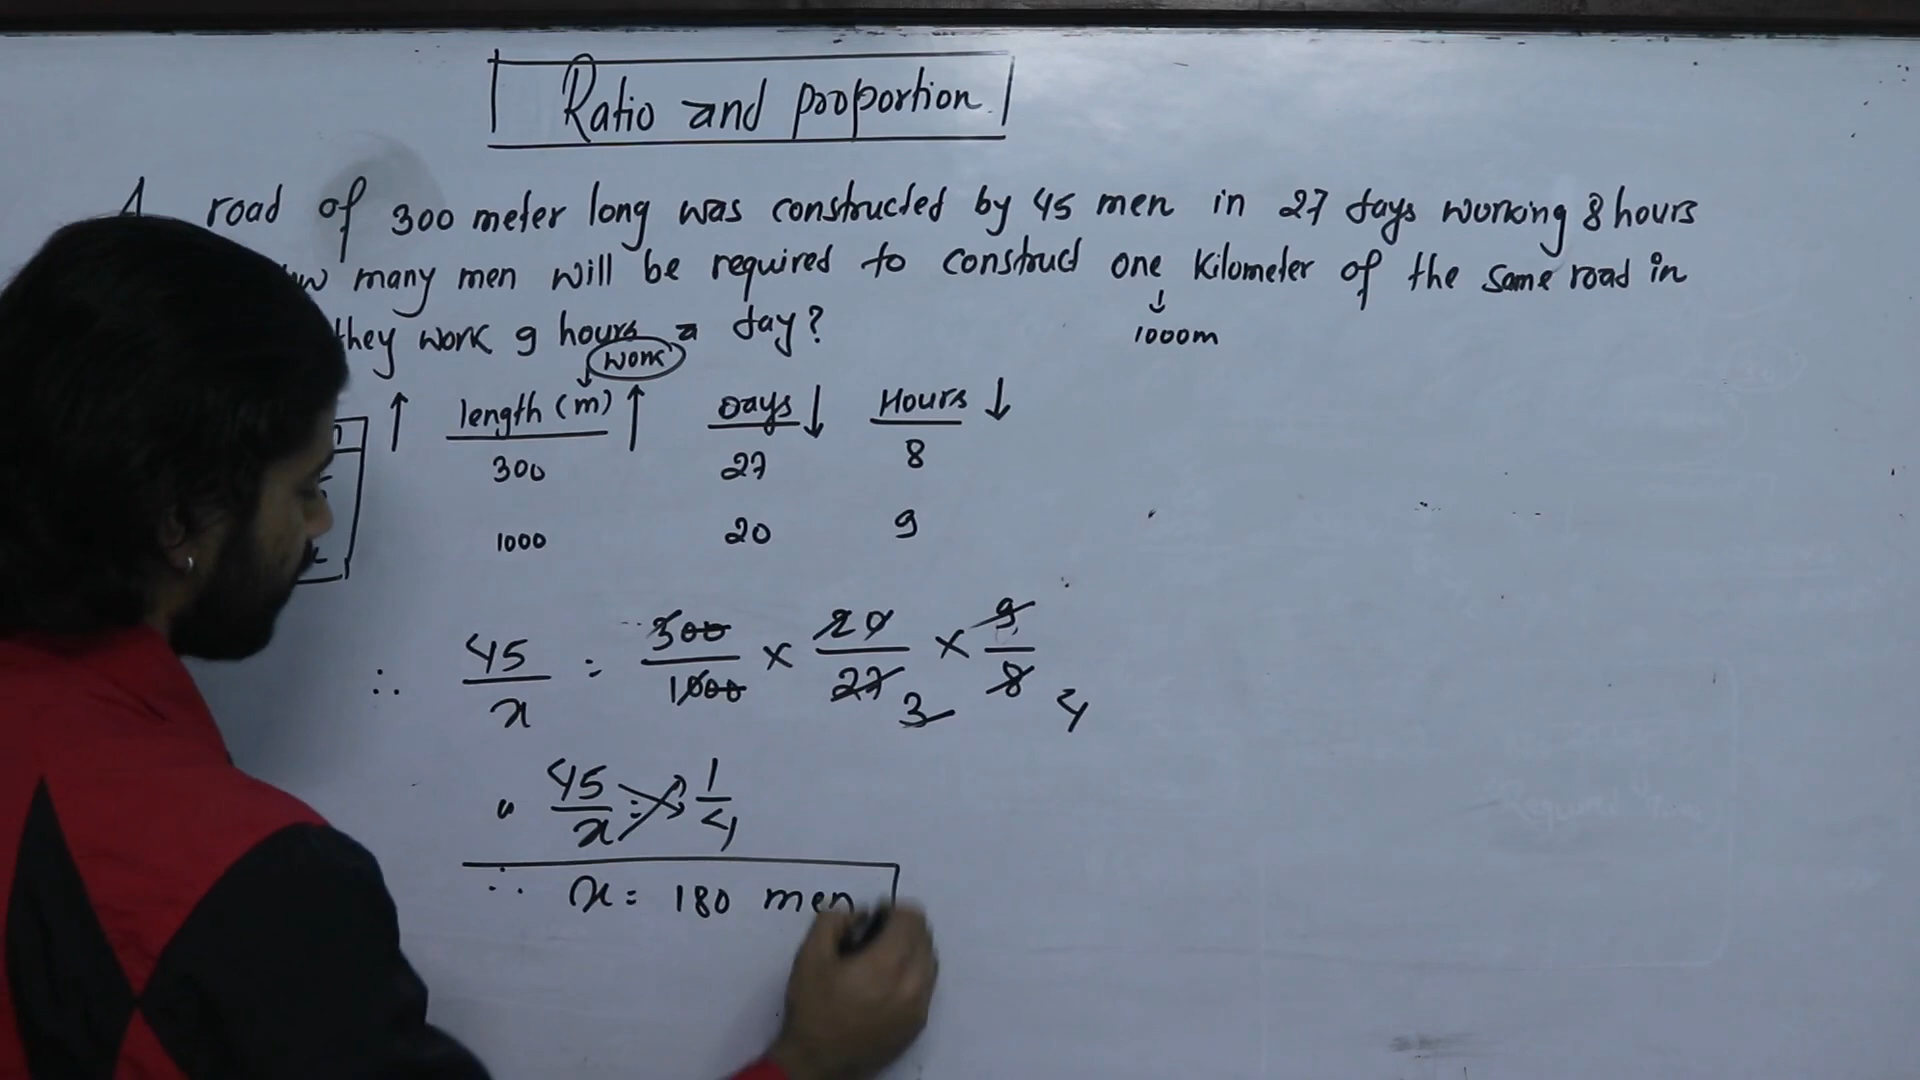 Ratio and proportion
A road of 300 meter long was constructed by 45 men in 27 days working 8 hours
many men will be required to construct one Kilometer of the same road in
they work 9 hours a day?
1000m
work
length (m) Days Hours
300 27 8
1000 20 9
∴ 45/x = 300/1000 × 20/27 × 9/8
3 4
" 45/x = 1/4
∴ x = 180 men